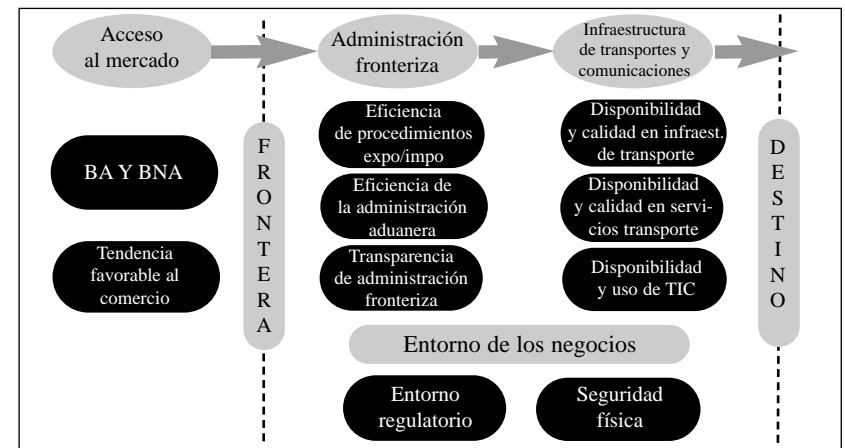 Acceso
al mercado
Administración
fronteriza
Infraestructura
de transportes y
comunicaciones
BA Y BNA
Tendencia
favorable al
comercio
FRONTERA
Eficiencia
de procedimientos
expo/impo
Eficiencia de
la administración
aduanera
Transparencia
de administración
fronteriza
Disponibilidad
y calidad en infraest.
de transporte
Disponibilidad
y calidad en servi-
cios transporte
Disponibilidad
y uso de TIC
DESTINO
Entorno de los negocios
Entorno
regulatorio
Seguridad
física